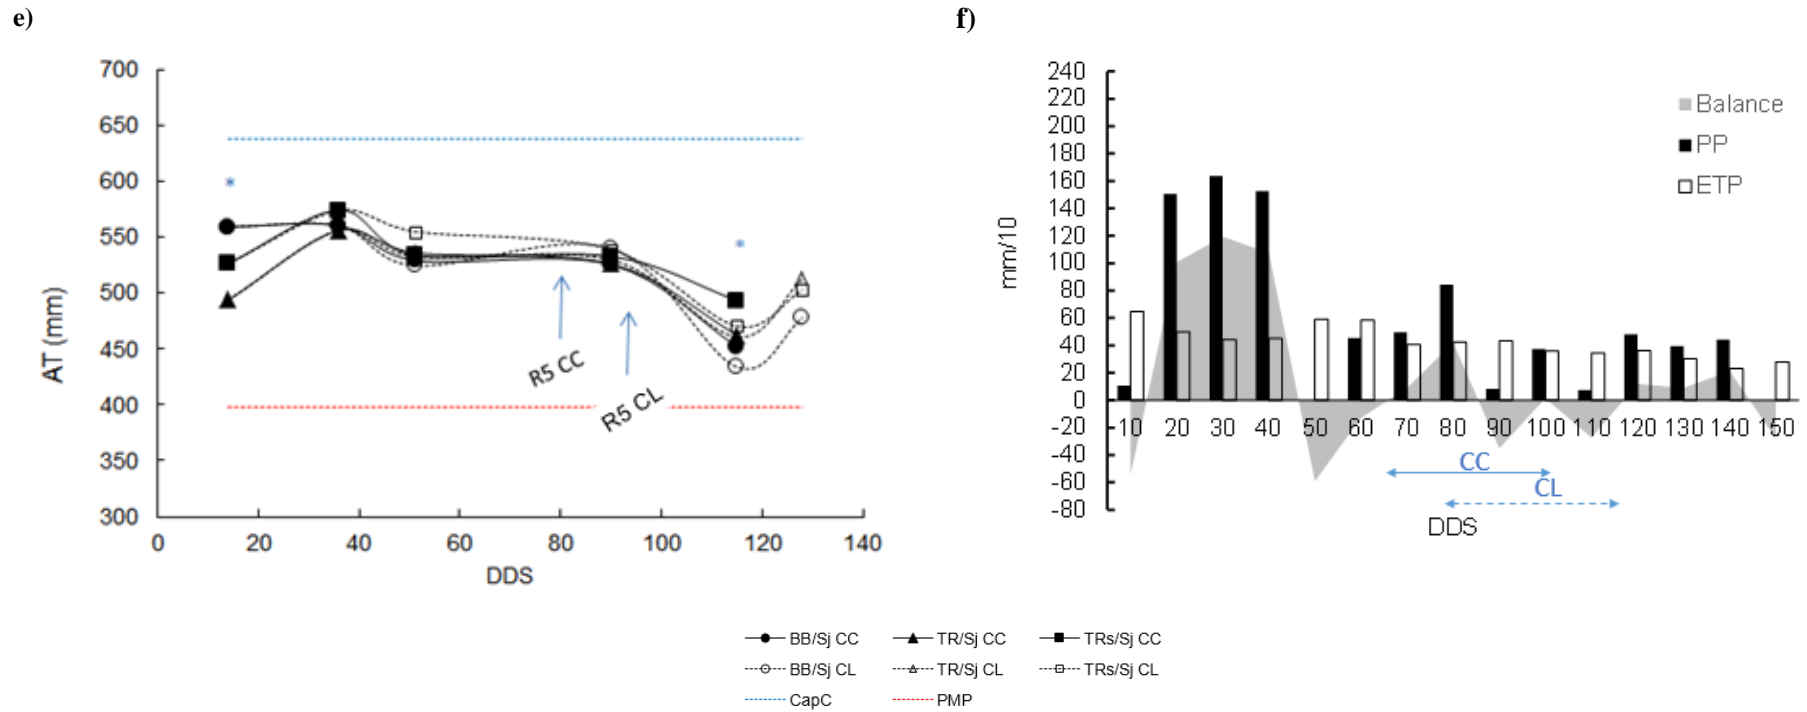 e)
700
650
600
550
500
450
400
350
300
AT (mm)
*
*
R5 CC
R5 CL
0 20 40 60 80 100 120 140
DDS
f)
240
220
200
180
160
140
120
100
80
60
40
20
0
-20
-40
-60
-80
mm/10
Balance
PP
ETP
10 20 30 40 50 60 70 80 90 100 110 120 130 140 150
CC
CL
DDS
BB/Sj CC TR/Sj CC TRs/Sj CC
BB/Sj CL TR/Sj CL TRs/Sj CL
CapC PMP